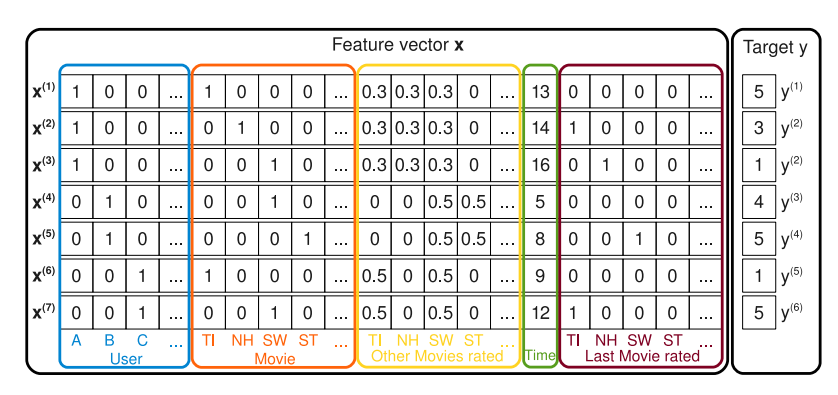 Feature vector x Target y
x(1) 1 0 0 ... 1 0 0 0 ... 0.3 0.3 0.3 0 ... 13 0 0 0 0 ... 5 y(1)
x(2) 1 0 0 ... 0 1 0 0 ... 0.3 0.3 0.3 0 ... 14 1 0 0 0 ... 3 y(2)
x(3) 1 0 0 ... 0 0 1 0 ... 0.3 0.3 0.3 0 ... 16 0 1 0 0 ... 1 y(2)
x(4) 0 1 0 ... 0 0 1 0 ... 0 0 0.5 0.5 ... 5 0 0 0 0 ... 4 y(3)
x(5) 0 1 0 ... 0 0 0 1 ... 0 0 0.5 0.5 ... 8 0 0 1 0 ... 5 y(4)
x(6) 0 0 1 ... 1 0 0 0 ... 0.5 0 0.5 0 ... 9 0 0 0 0 ... 1 y(5)
x(7) 0 0 1 ... 0 0 1 0 ... 0.5 0 0.5 0 ... 12 1 0 0 0 ... 5 y(6)
A B C ... TI NH SW ST ... TI NH SW ST ... TI NH SW ST ...
User Movie Other Movies rated Time Last Movie rated